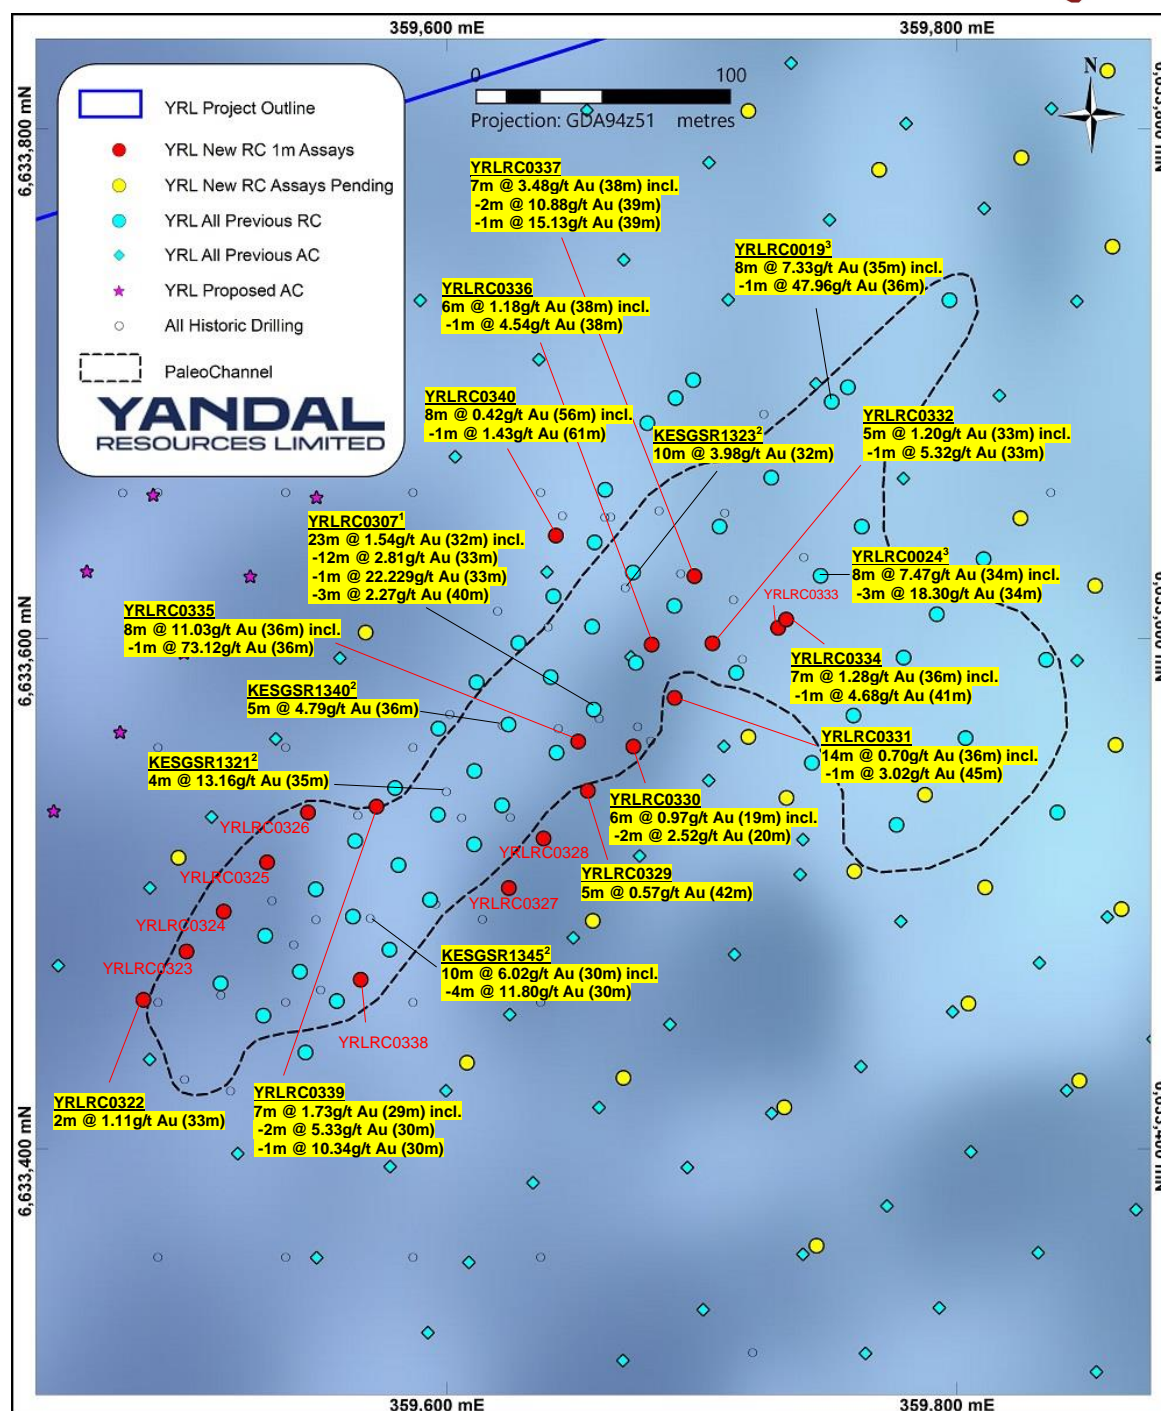 359,600 mE
359,800 mE
6,633,800 mN
6,633,800 mN
YRL Project Outline
YRL New RC 1m Assays
YRL New RC Assays Pending
YRL All Previous RC
YRL All Previous AC
YRL Proposed AC
All Historic Drilling
PaleoChannel
YANDAL
RESOURCES LIMITED
0
100
Projection: GDA94z51 metres
N
YRLRC0337
7m @ 3.48g/t Au (38m) incl.
-2m @ 10.88g/t Au (39m)
-1m @ 15.13g/t Au (39m)
YRLRC0019³
8m @ 7.33g/t Au (35m) incl.
-1m @ 47.96g/t Au (36m)
YRLRC0336
6m @ 1.18g/t Au (38m) incl.
-1m @ 4.54g/t Au (38m)
YRLRC0340
8m @ 0.42g/t Au (56m) incl.
-1m @ 1.43g/t Au (61m)
YRLRC0332
5m @ 1.20g/t Au (33m) incl.
-1m @ 5.32g/t Au (33m)
KESGSR1323²
10m @ 3.98g/t Au (32m)
YRLRC0307¹
23m @ 1.54g/t Au (32m) incl.
-12m @ 2.81g/t Au (33m)
-1m @ 22.229g/t Au (33m)
-3m @ 2.27g/t Au (40m)
YRLRC0024³
8m @ 7.47g/t Au (34m) incl.
-3m @ 18.30g/t Au (34m)
YRLRC0333
YRLRC0335
8m @ 11.03g/t Au (36m) incl.
-1m @ 73.12g/t Au (36m)
6,633,600 mN
6,633,600 mN
YRLRC0334
7m @ 1.28g/t Au (36m) incl.
-1m @ 4.68g/t Au (41m)
KESGSR1340²
5m @ 4.79g/t Au (36m)
YRLRC0331
14m @ 0.70g/t Au (36m) incl.
-1m @ 3.02g/t Au (45m)
KESGSR1321²
4m @ 13.16g/t Au (35m)
YRLRC0330
6m @ 0.97g/t Au (19m) incl.
-2m @ 2.52g/t Au (20m)
YRLRC0326
YRLRC0328
YRLRC0329
5m @ 0.57g/t Au (42m)
YRLRC0325
YRLRC0327
YRLRC0324
KESGSR1345²
10m @ 6.02g/t Au (30m) incl.
-4m @ 11.80g/t Au (30m)
YRLRC0323
YRLRC0338
YRLRC0322
2m @ 1.11g/t Au (33m)
YRLRC0339
7m @ 1.73g/t Au (29m) incl.
-2m @ 5.33g/t Au (30m)
-1m @ 10.34g/t Au (30m)
6,633,400 mN
6,633,400 mN
359,600 mE
359,800 mE